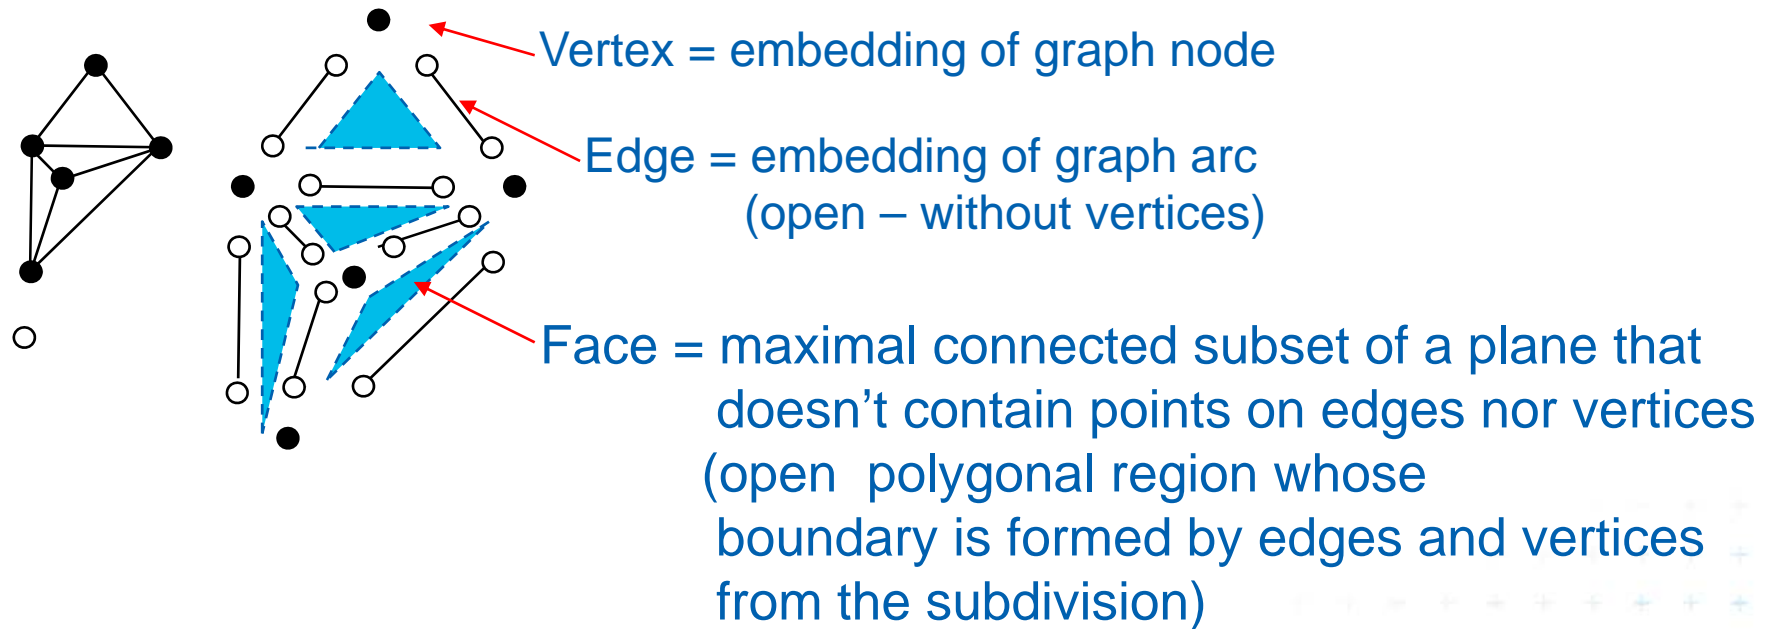 Vertex = embedding of graph node
Edge = embedding of graph arc
(open – without vertices)
Face = maximal connected subset of a plane that
doesn’t contain points on edges nor vertices
(open polygonal region whose
boundary is formed by edges and vertices
from the subdivision)